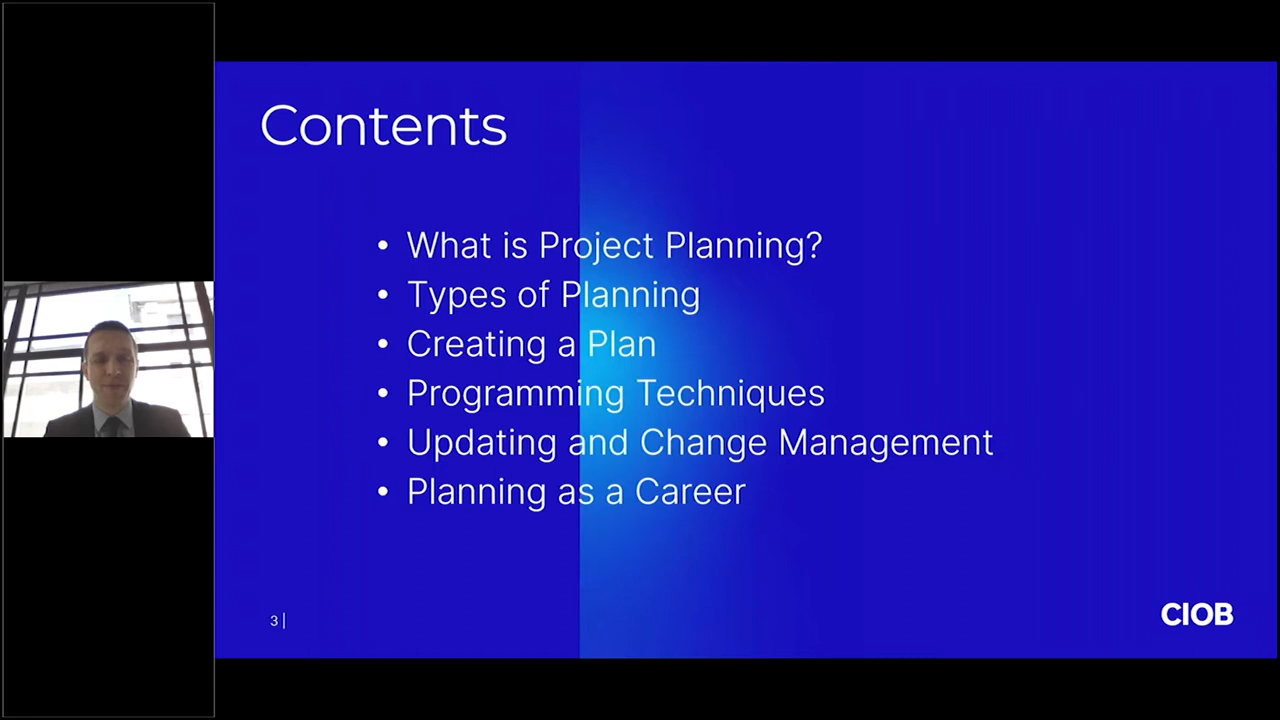 Contents
• What is Project Planning?
• Types of Planning
• Creating a Plan
• Programming Techniques
• Updating and Change Management
• Planning as a Career
3 |
CIOB